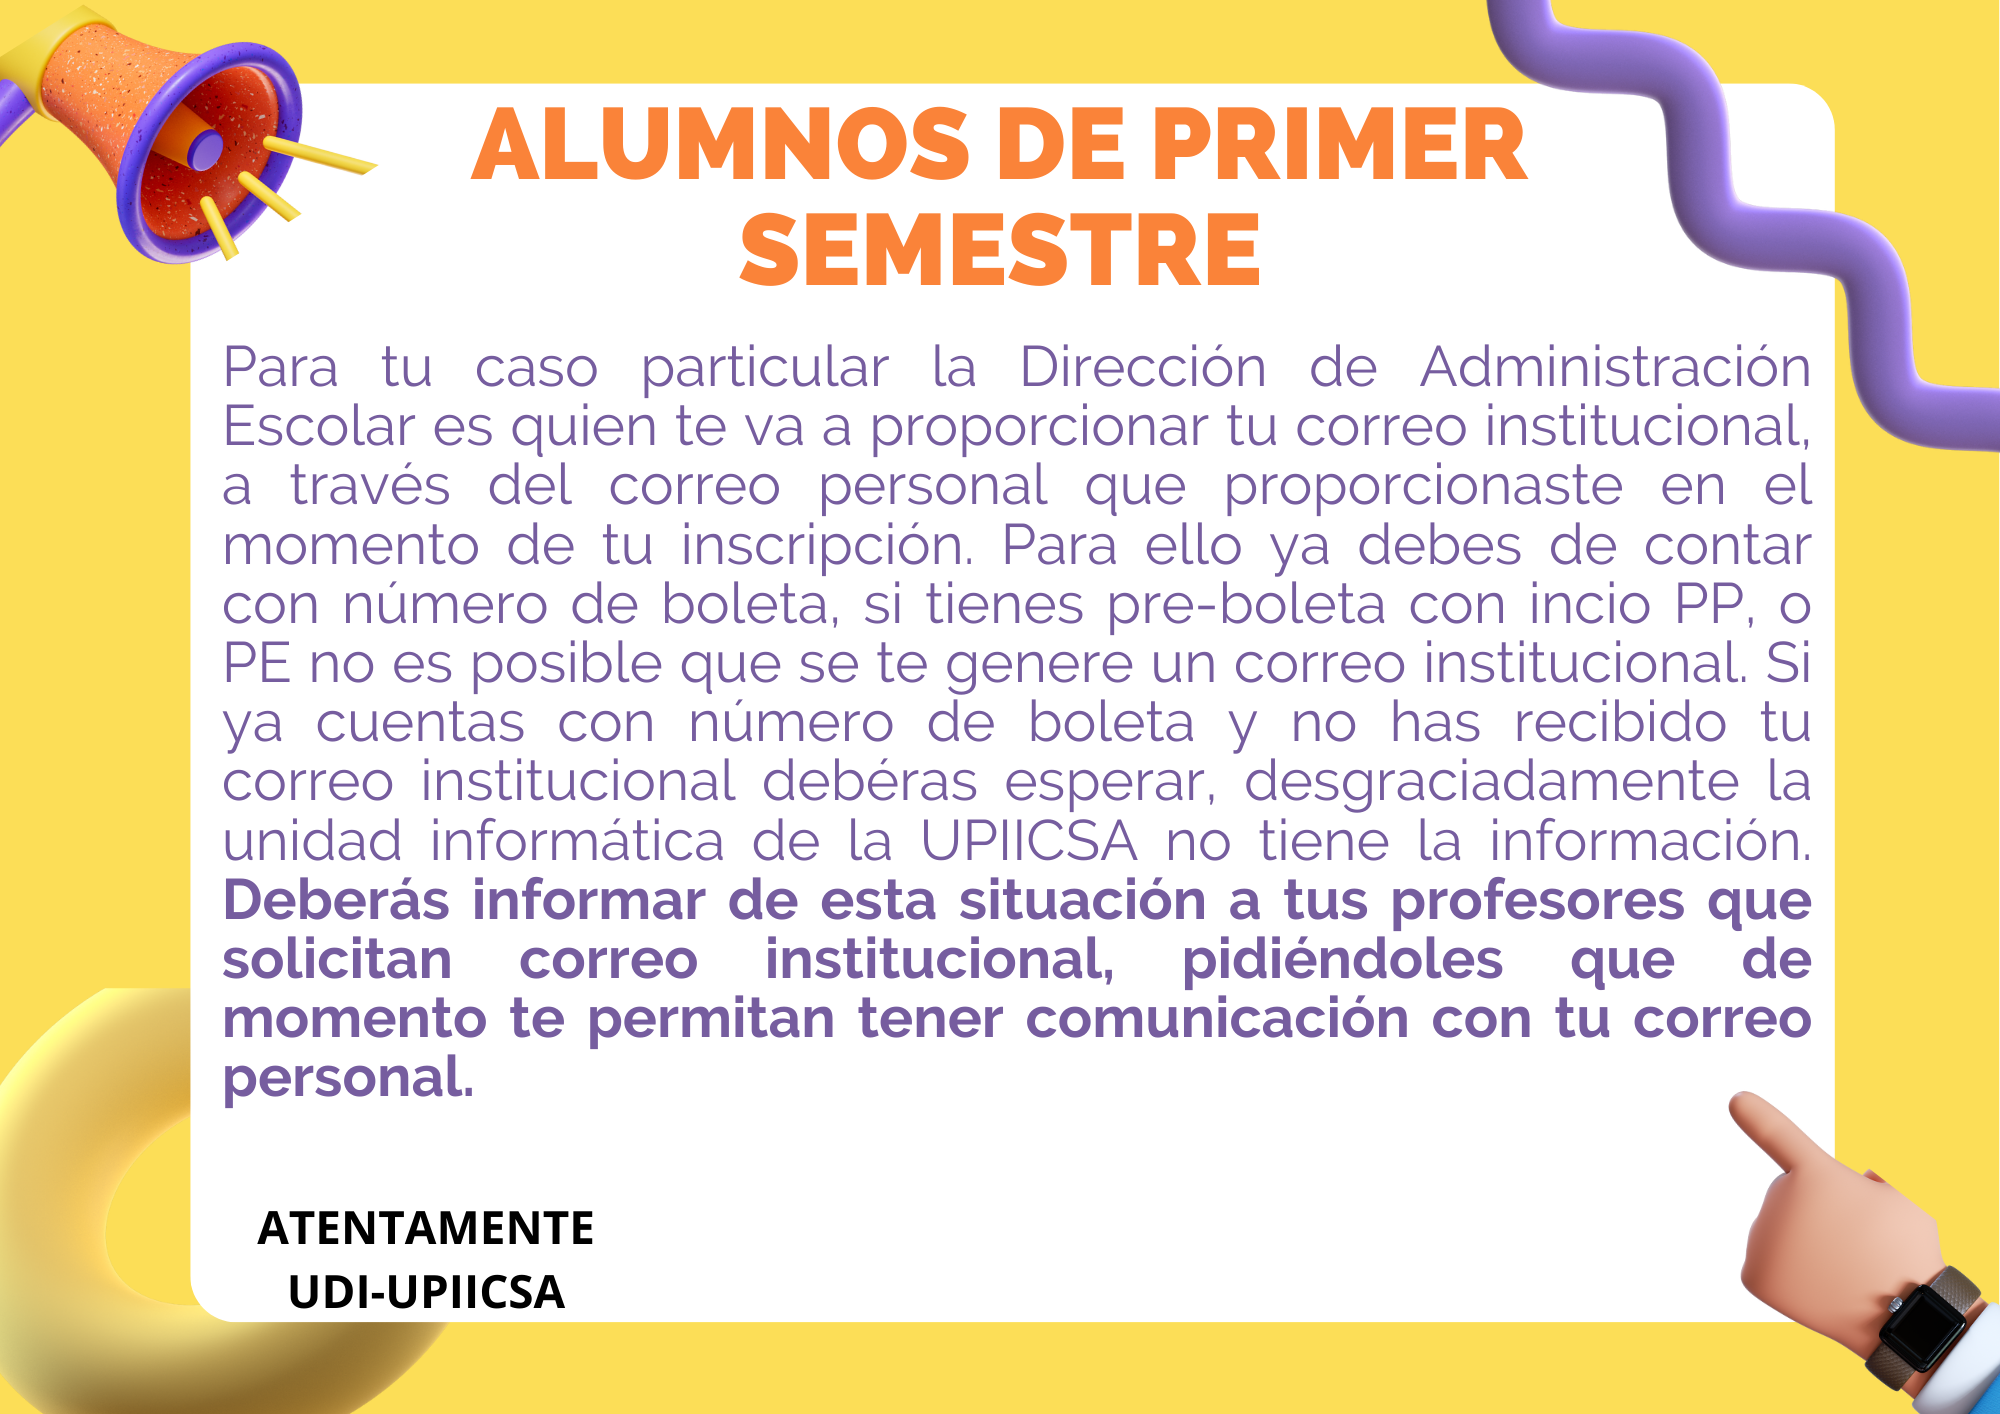 ALUMNOS DE PRIMER
SEMESTRE
Para tu caso particular la Dirección de Administración
Escolar es quien te va a proporcionar tu correo institucional,
a través del correo personal que proporcionaste en el
momento de tu inscripción. Para ello ya debes de contar
con número de boleta, si tienes pre-boleta con incio PP, o
PE no es posible que se te genere un correo institucional. Si
ya cuentas con número de boleta y no has recibido tu
correo institucional debéras esperar, desgraciadamente la
unidad informática de la UPIICSA no tiene la información.
Deberás informar de esta situación a tus profesores que
solicitan correo institucional, pidiéndoles que de
momento te permitan tener comunicación con tu correo
personal.
ATENTAMENTE
UDI-UPIICSA